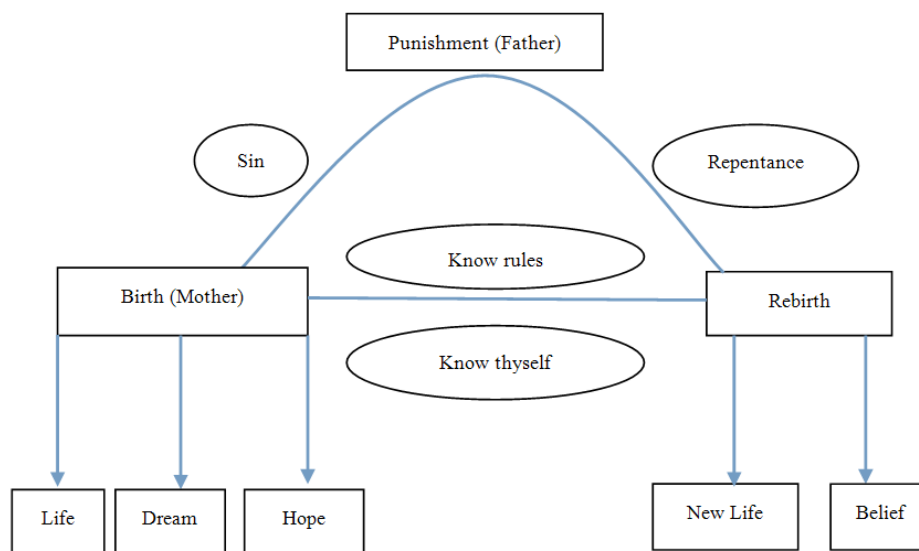 Punishment (Father)
Sin
Repentance
Know rules
Birth (Mother)
Rebirth
Know thyself
Life
Dream
Hope
New Life
Belief